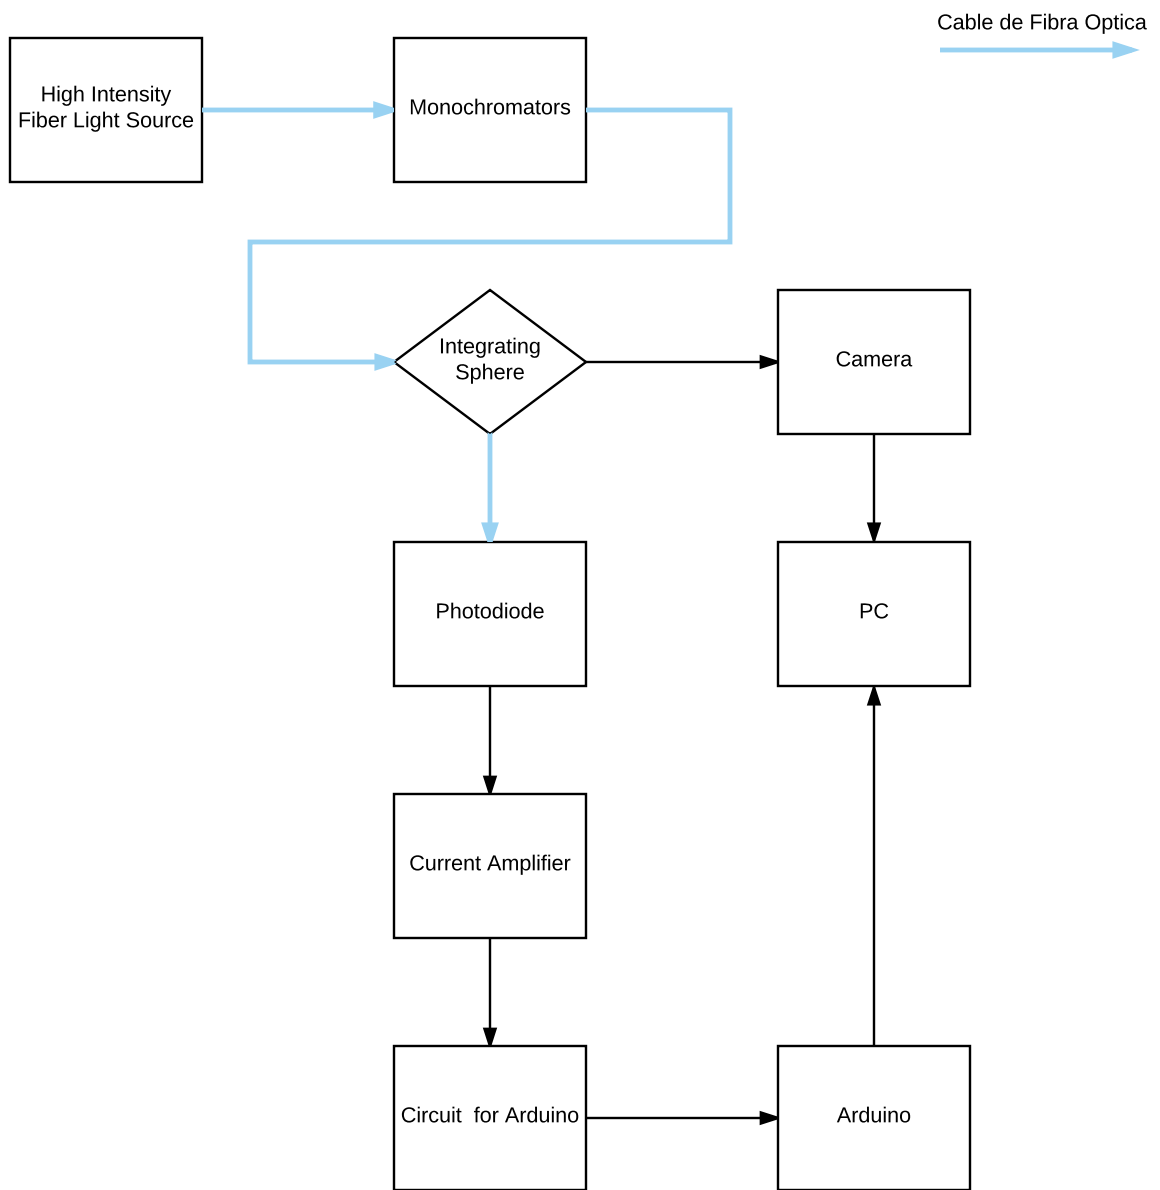 Cable de Fibra Optica
High Intensity
Fiber Light Source
Monochromators
Integrating
Sphere
Camera
Photodiode
PC
Current Amplifier
Circuit  for Arduino
Arduino